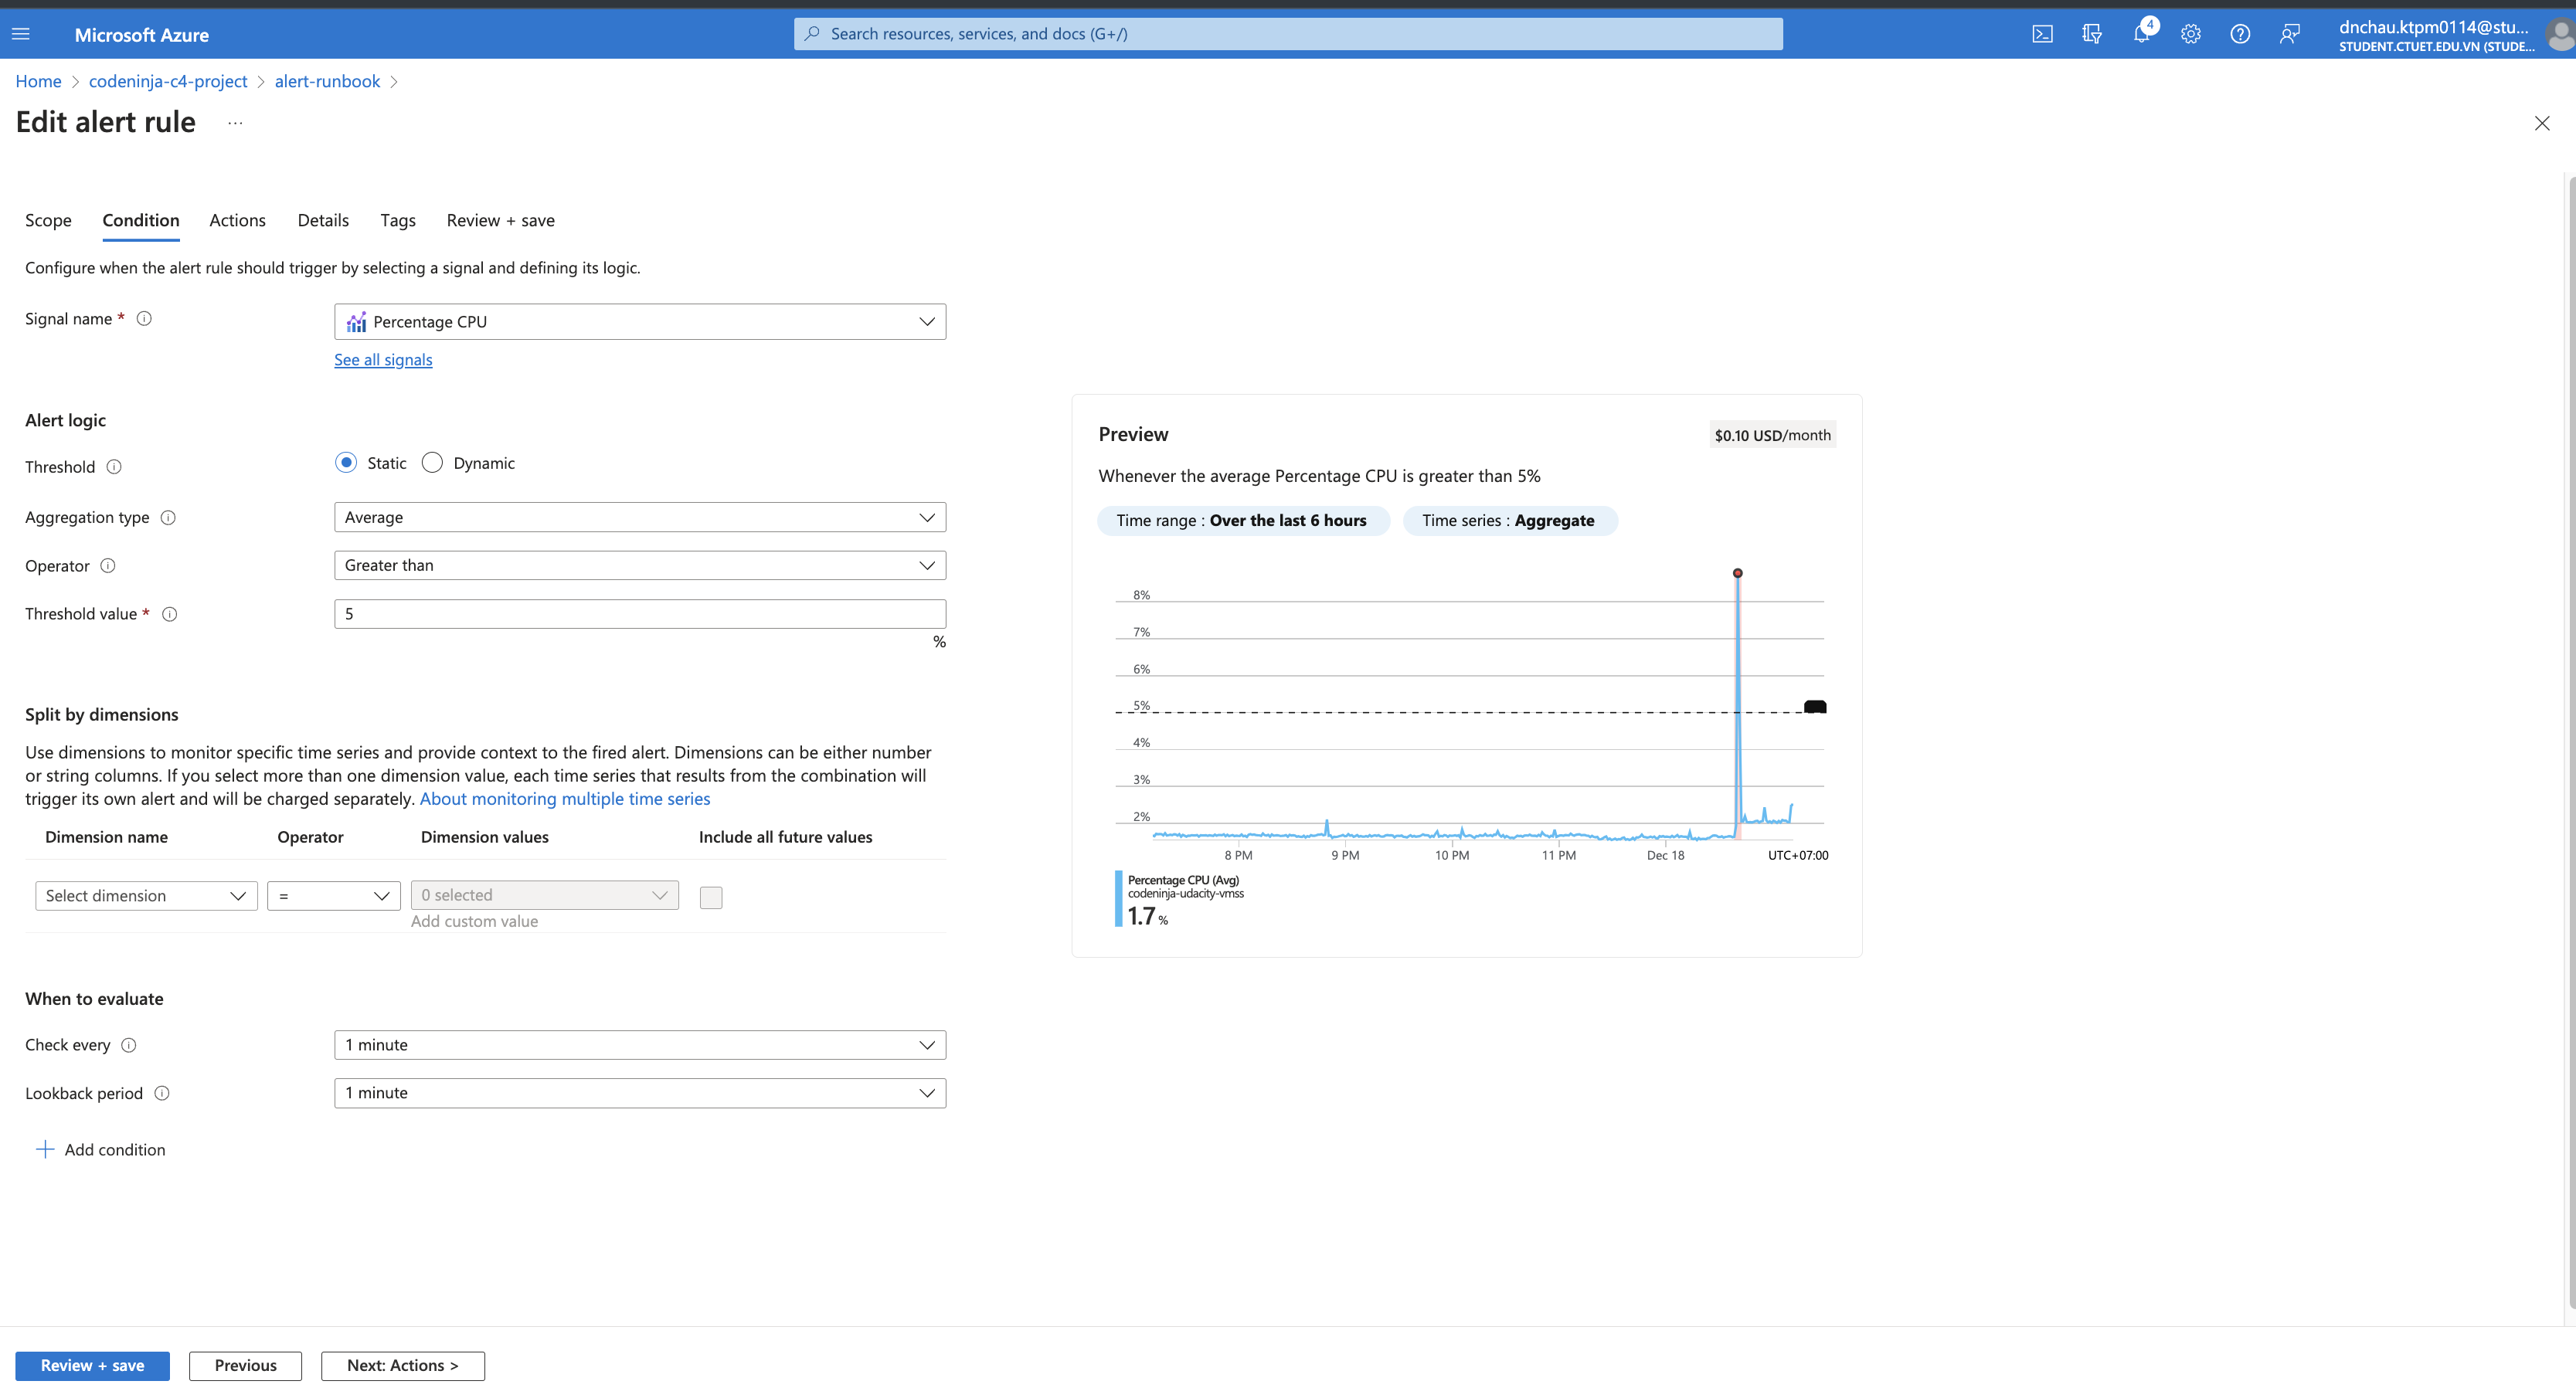 Microsoft Azure
Search resources, services, and docs (G+/)
4
dnchau.ktpm0114@stu...
STUDENT.CTUET.EDU.VN (STUDE...
Home > codeninja-c4-project > alert-runbook >
Edit alert rule ...
Scope Condition Actions Details Tags Review + save
Configure when the alert rule should trigger by selecting a signal and defining its logic.
Signal name * Percentage CPU
See all signals
Alert logic
Threshold Static Dynamic
Aggregation type Average
Operator Greater than
Threshold value * 5
%
Split by dimensions
Use dimensions to monitor specific time series and provide context to the fired alert. Dimensions can be either number
or string columns. If you select more than one dimension value, each time series that results from the combination will
trigger its own alert and will be charged separately. About monitoring multiple time series
Dimension name Operator Dimension values Include all future values
Select dimension = 0 selected
Add custom value
When to evaluate
Check every 1 minute
Lookback period 1 minute
Add condition
Preview $0.10 USD/month
Whenever the average Percentage CPU is greater than 5%
Time range : Over the last 6 hours Time series : Aggregate
8%
7%
6%
5%
4%
3%
2%
8 PM 9 PM 10 PM 11 PM Dec 18 UTC+07:00
Percentage CPU (Avg)
codeninja-udacity-vmss
1.7 %
Review + save Previous Next: Actions >